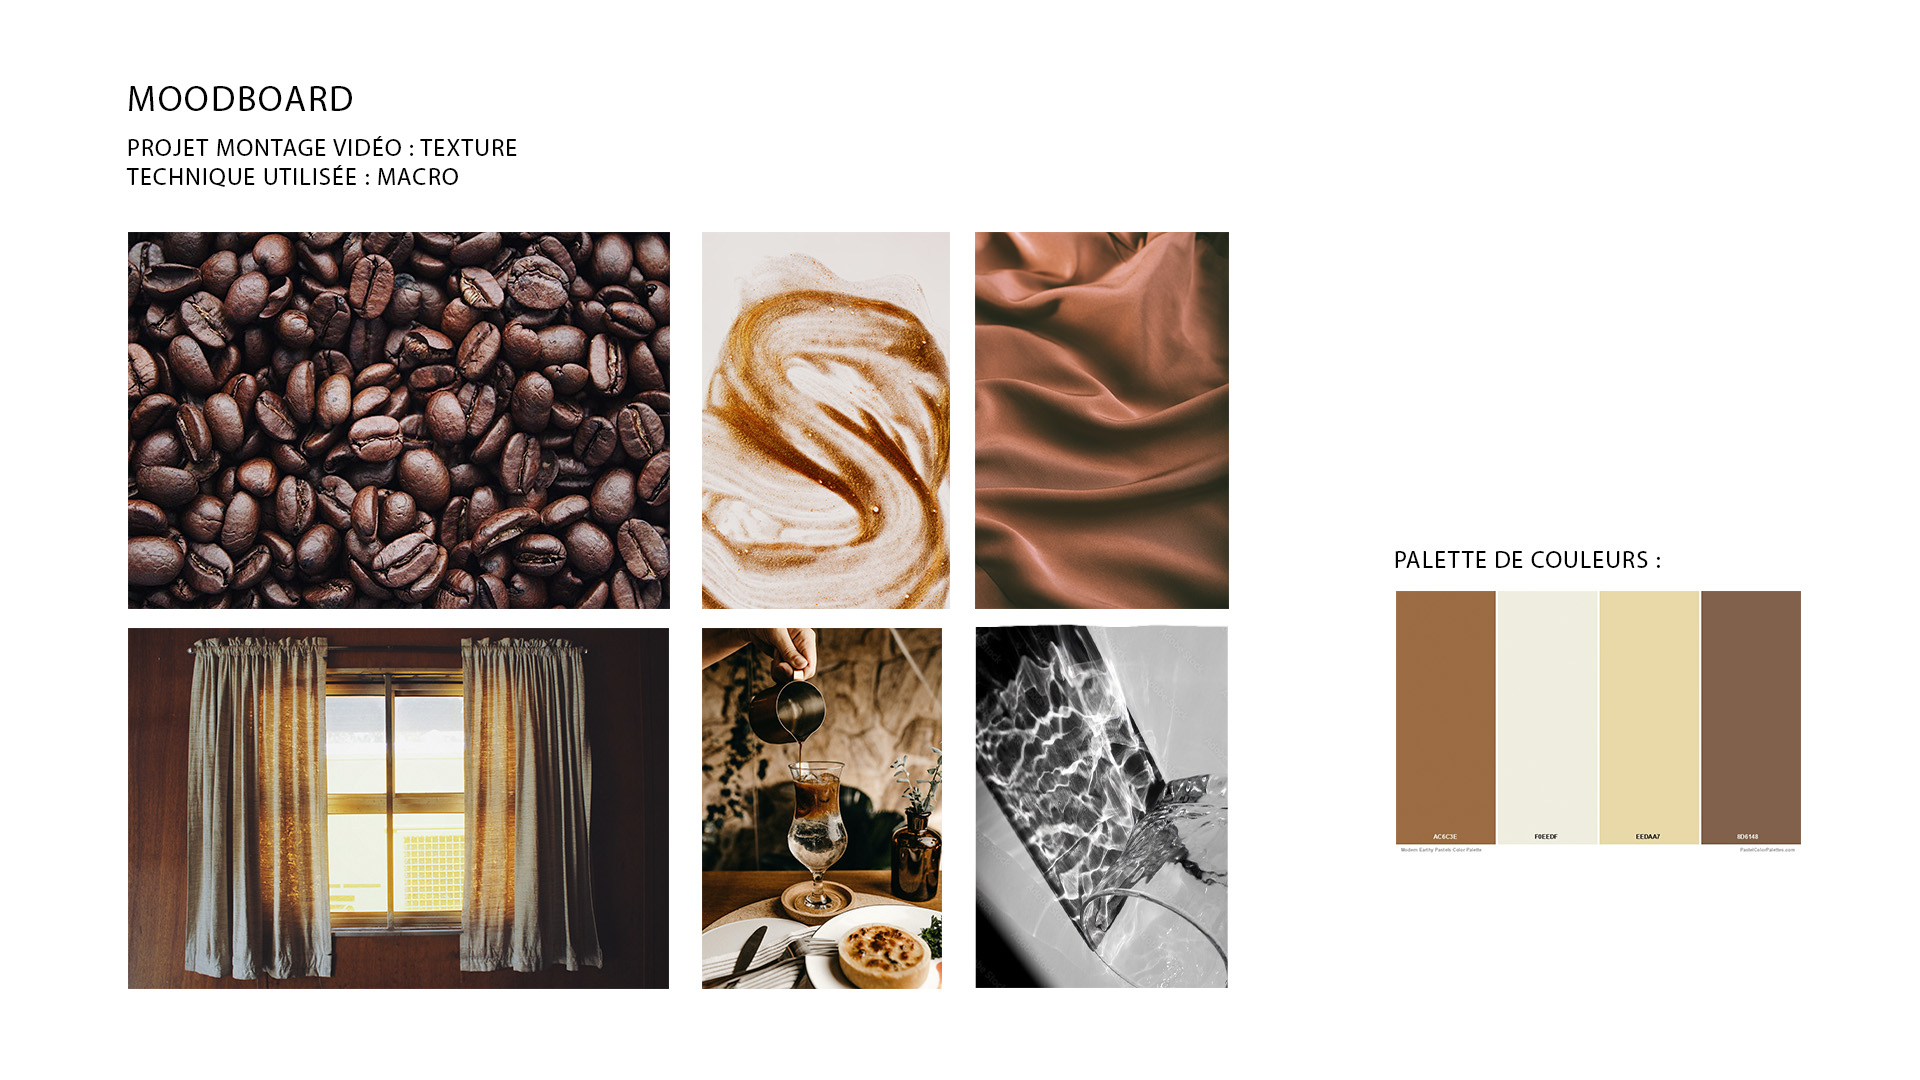 MOODBOARD
PROJET MONTAGE VIDÉO : TEXTURE
TECHNIQUE UTILISÉE : MACRO
PALETTE DE COULEURS :
AC6C3E
F0EEDF
EEDAA7
8D6148
Modern Earthy Pastels Color Palette
PastelColorPalettes.com